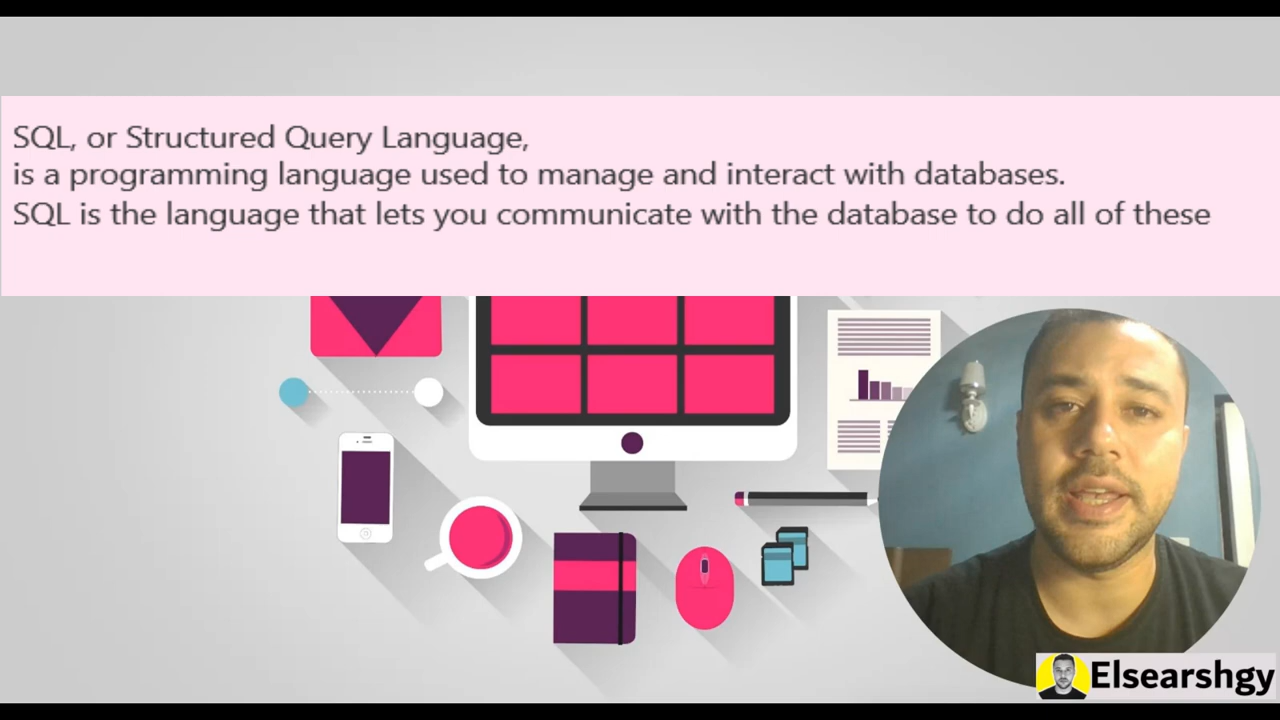 SQL, or Structured Query Language,
is a programming language used to manage and interact with databases.
SQL is the language that lets you communicate with the database to do all of these
Elsearshgy